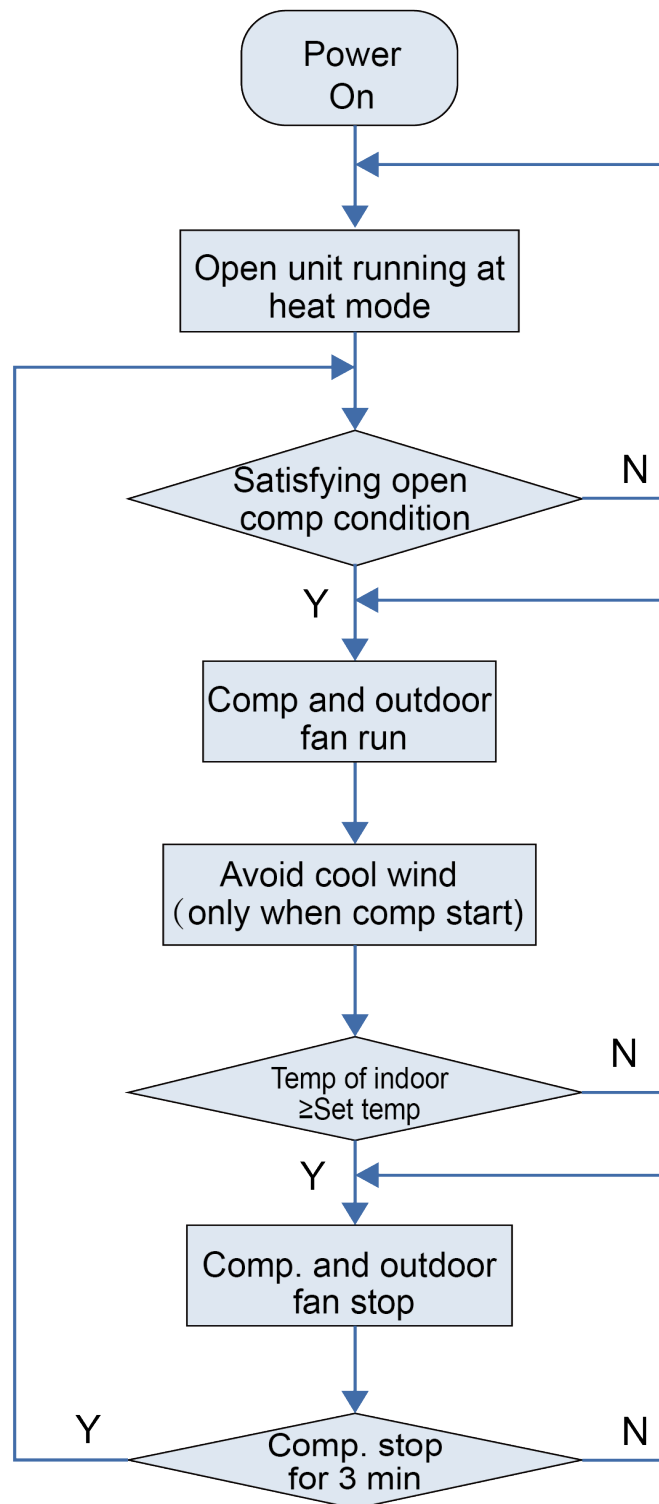 Power
On
Open unit running at
heat mode
Satisfying open
comp condition
N
Y
Comp and outdoor
fan run
Avoid cool wind
（only when comp start)
Temp of indoor
≥Set temp
N
Y
Comp. and outdoor
fan stop
Y
Comp. stop
for 3 min
N